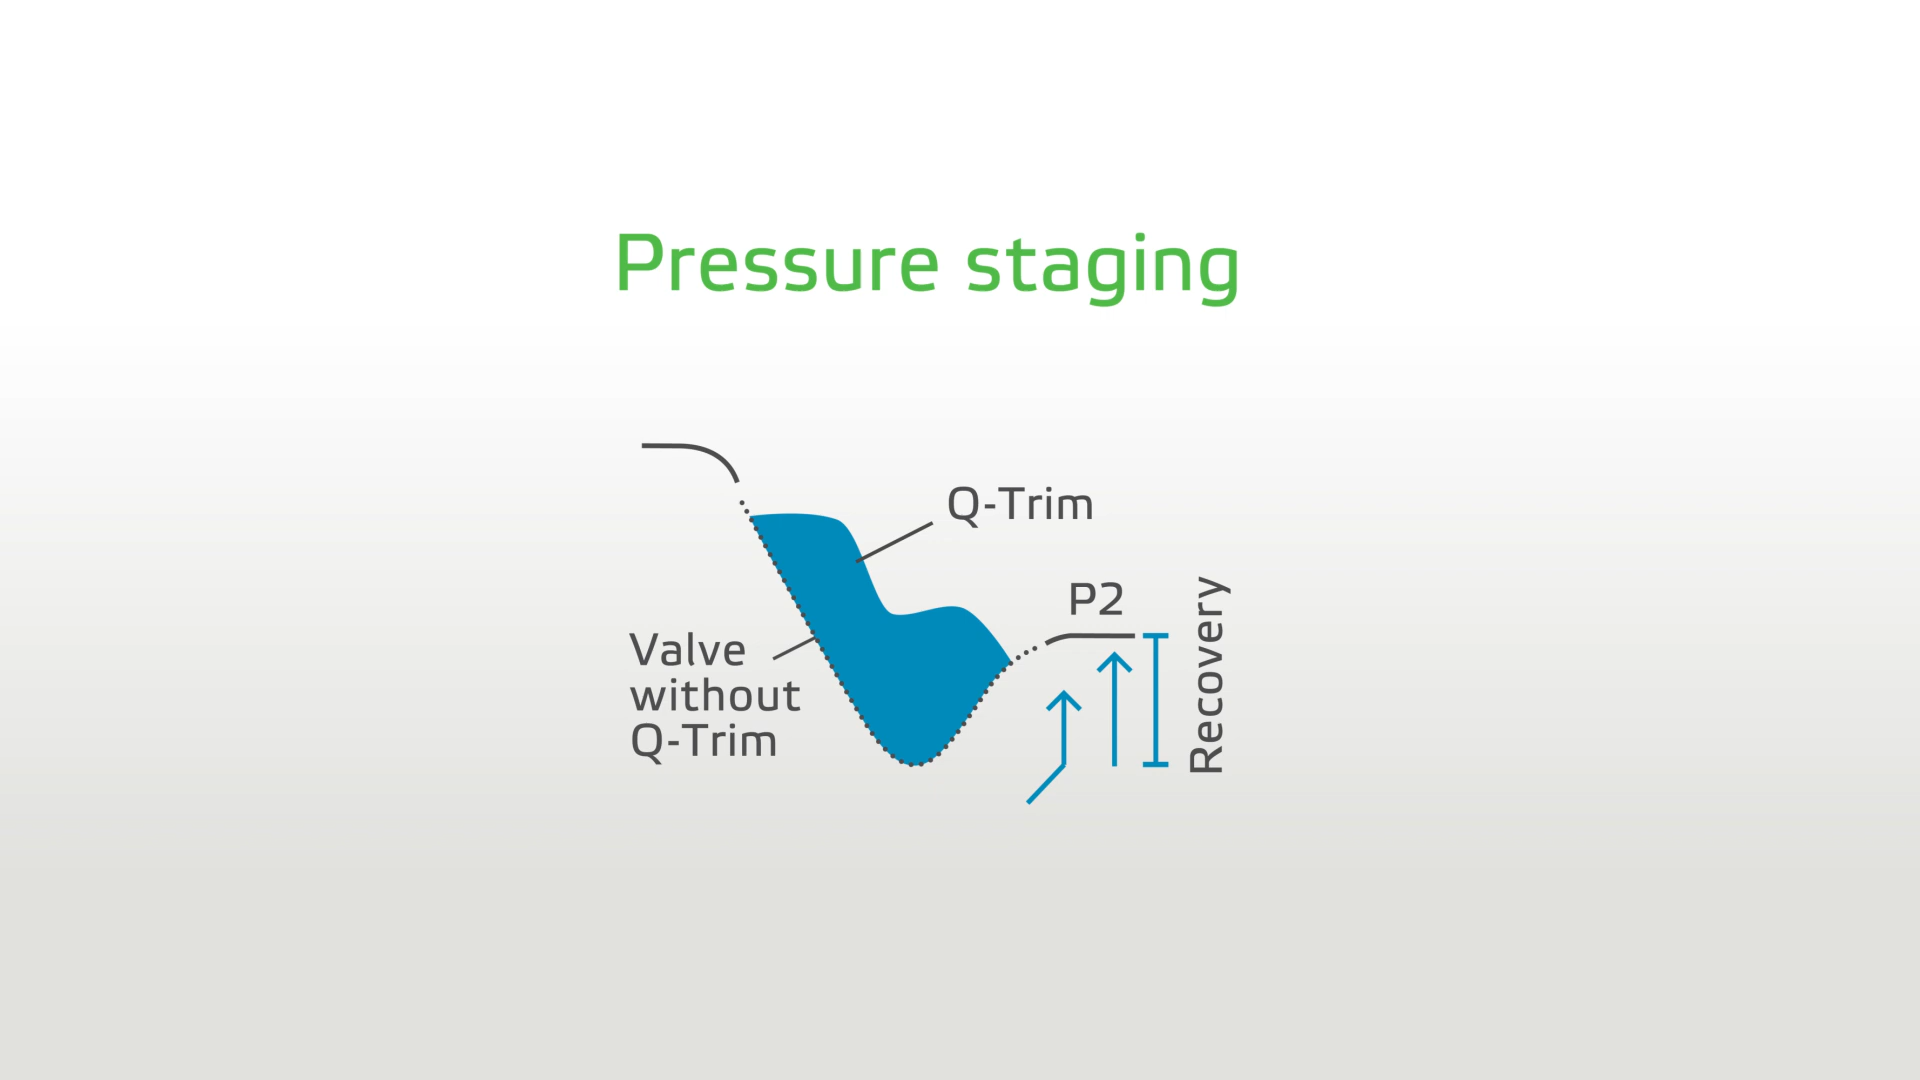 Pressure staging
Q-Trim
P2
Recovery
Valve
without
Q-Trim